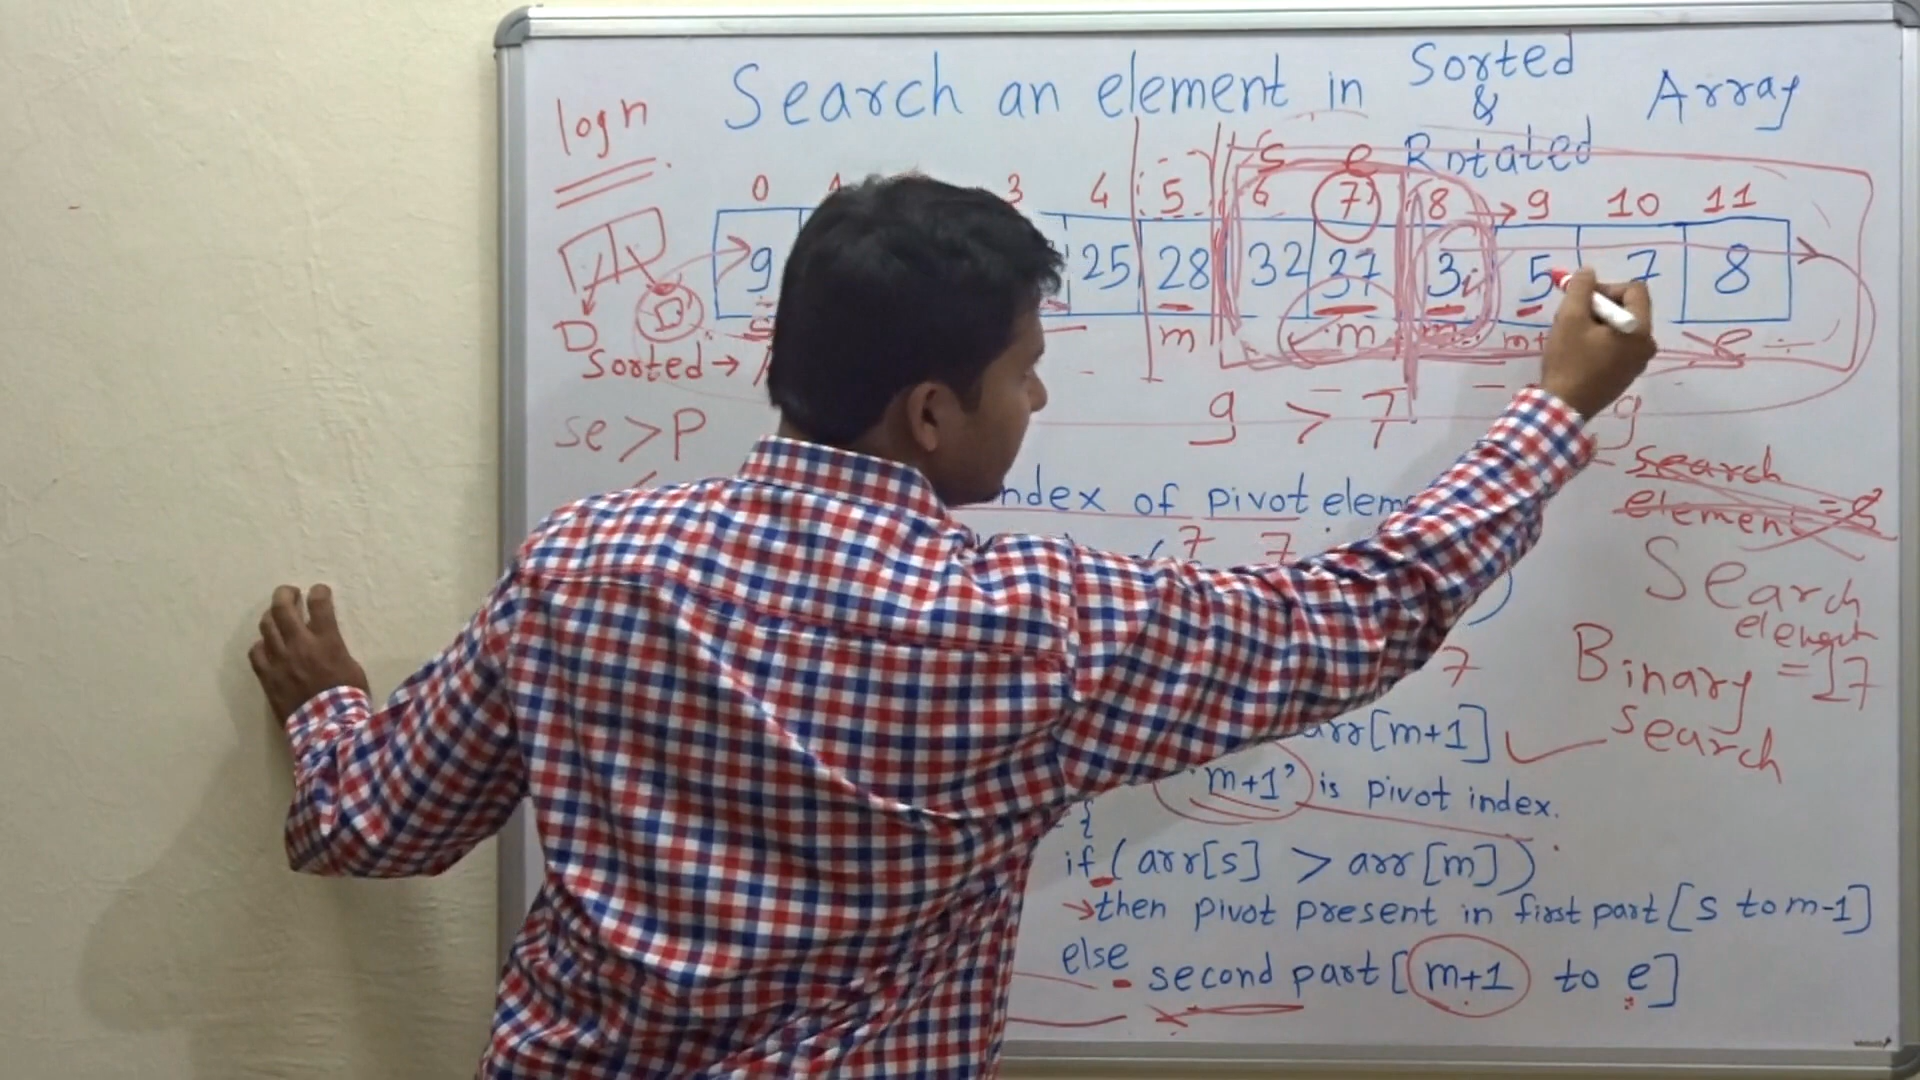 Search an element in Sorted & Rotated Array
log n
0 3 4 5 6 7 8 9 10 11
s e
9 25 28 32 37 3 5 7 8
m m m e
D D
Sorted →
9 > 7
se > p
search element
ndex of pivot elem
7 7
Search element = 17
7
Binary search
arr[m+1]
'm+1' is pivot index.
{
if (arr[s] > arr[m])
→ then pivot present in first part [s to m-1]
else
second part [m+1 to e]